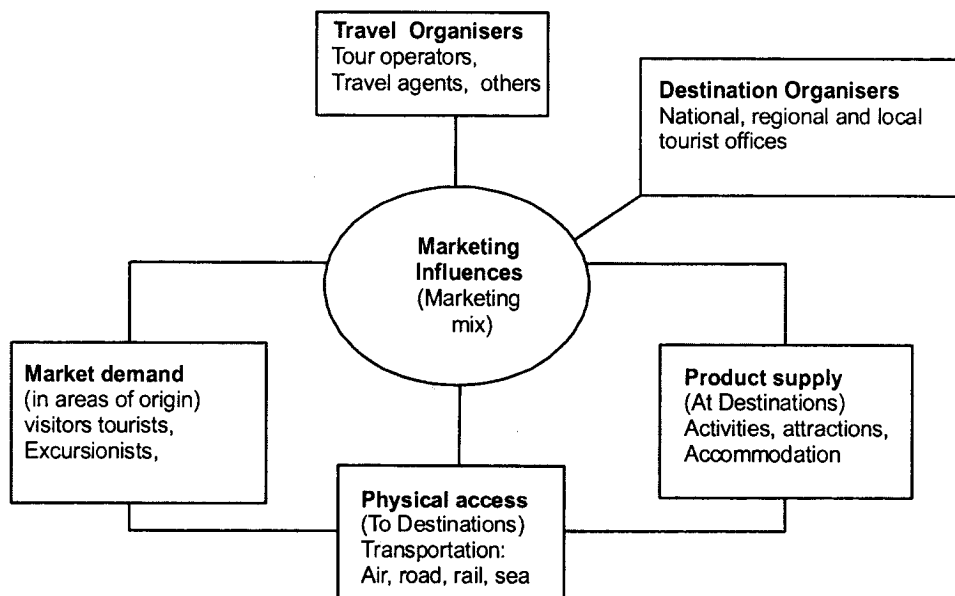 Travel Organisers
Tour operators,
Travel agents, others
Destination Organisers
National, regional and local
tourist offices
Marketing
Influences
(Marketing
mix)
Market demand
(in areas of origin)
visitors tourists,
Excursionists,
Product supply
(At Destinations)
Activities, attractions,
Accommodation
Physical access
(To Destinations)
Transportation:
Air, road, rail, sea